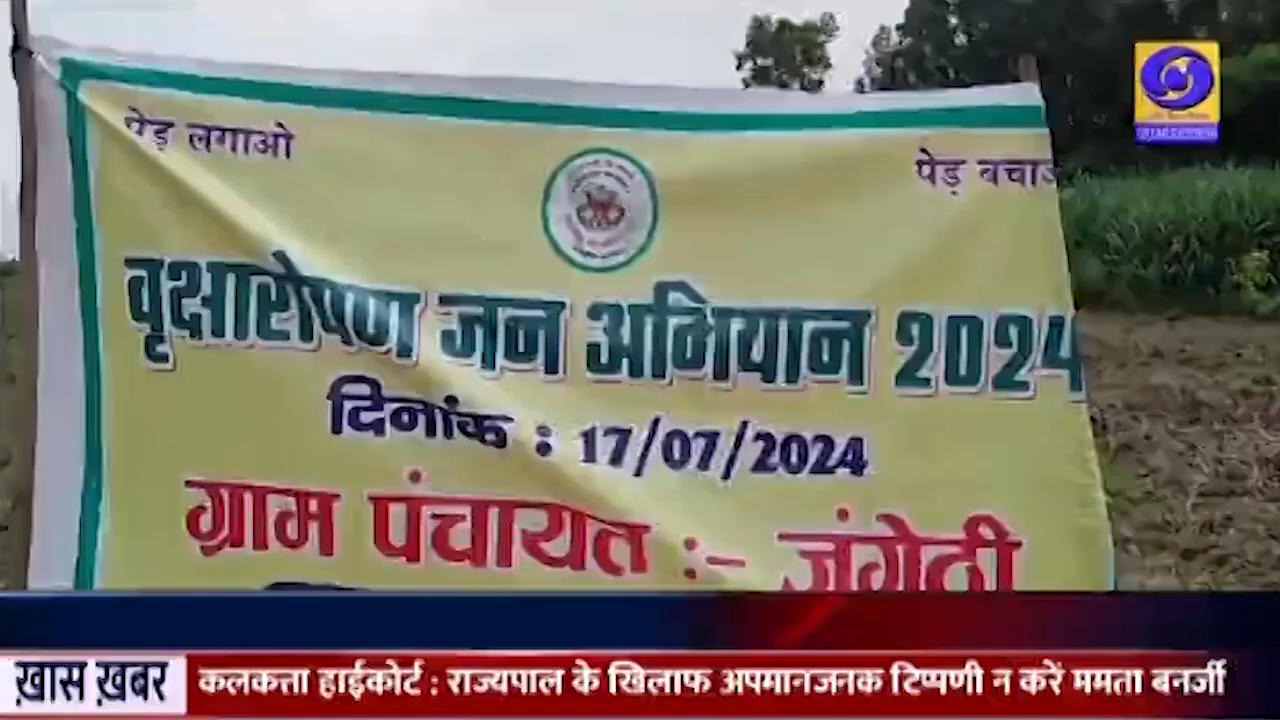 पेड़ लगाओ
पेड़ बचाओ
वृक्षारोपण जन अभियान 2024
दिनांक : 17/07/2024
ग्राम पंचायत :- जंगेठी
ख़ास ख़बर
कलकत्ता हाईकोर्ट : राज्यपाल के खिलाफ अपमानजनक टिप्पणी न करें ममता बनर्जी